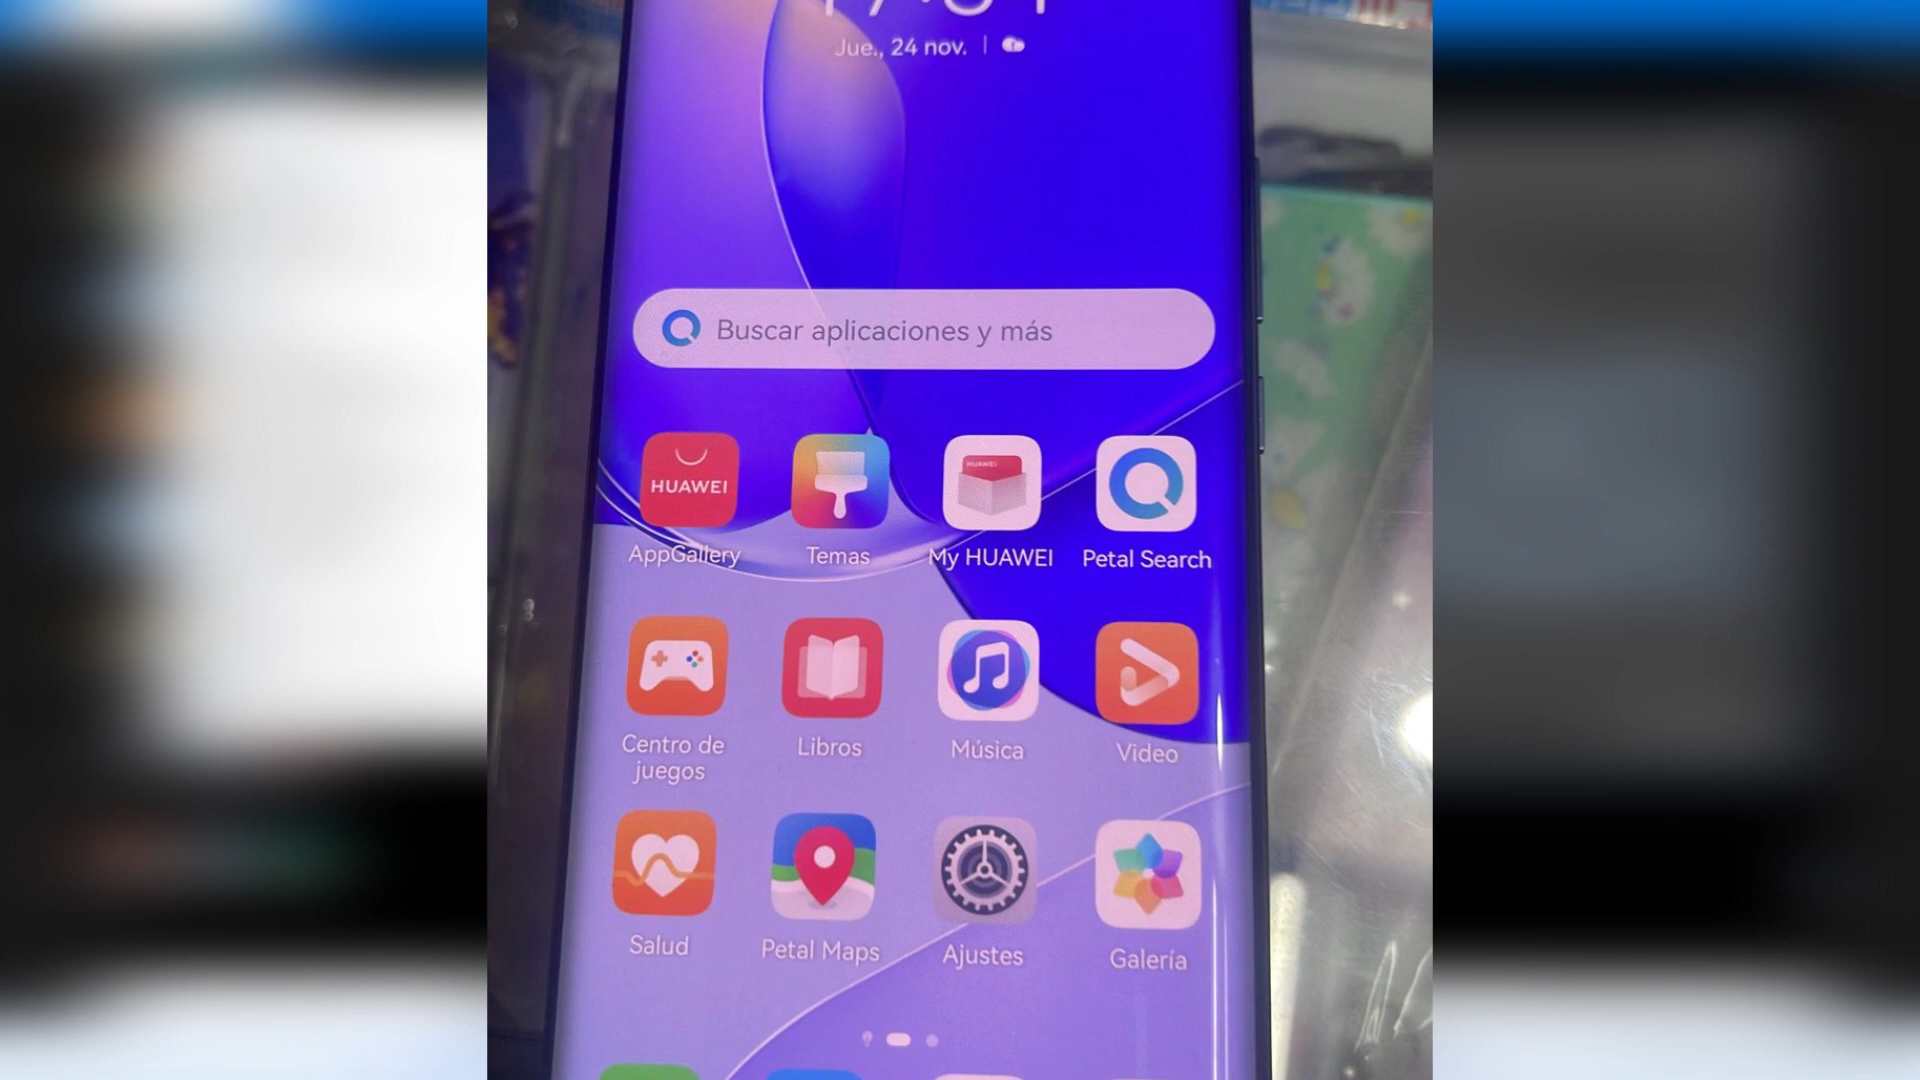 Jue., 24 nov.
Buscar aplicaciones y más
HUAWEI
HUAWEI
AppGallery
Temas
My HUAWEI
Petal Search
Centro de
juegos
Libros
Música
Video
Salud
Petal Maps
Ajustes
Galería